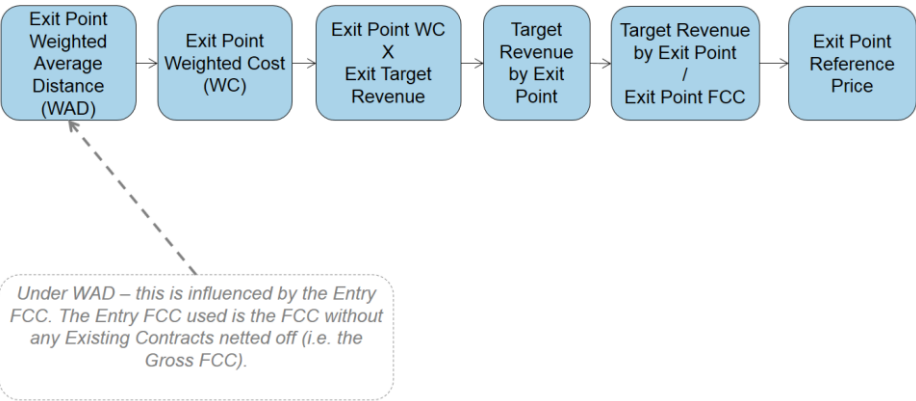 Exit Point
Weighted
Average
Distance
(WAD)
Exit Point
Weighted Cost
(WC)
Exit Point WC
X
Exit Target
Revenue
Target
Revenue
by Exit
Point
Target Revenue
by Exit Point
/
Exit Point FCC
Exit Point
Reference
Price
Under WAD – this is influenced by the Entry
FCC. The Entry FCC used is the FCC without
any Existing Contracts netted off (i.e. the
Gross FCC).